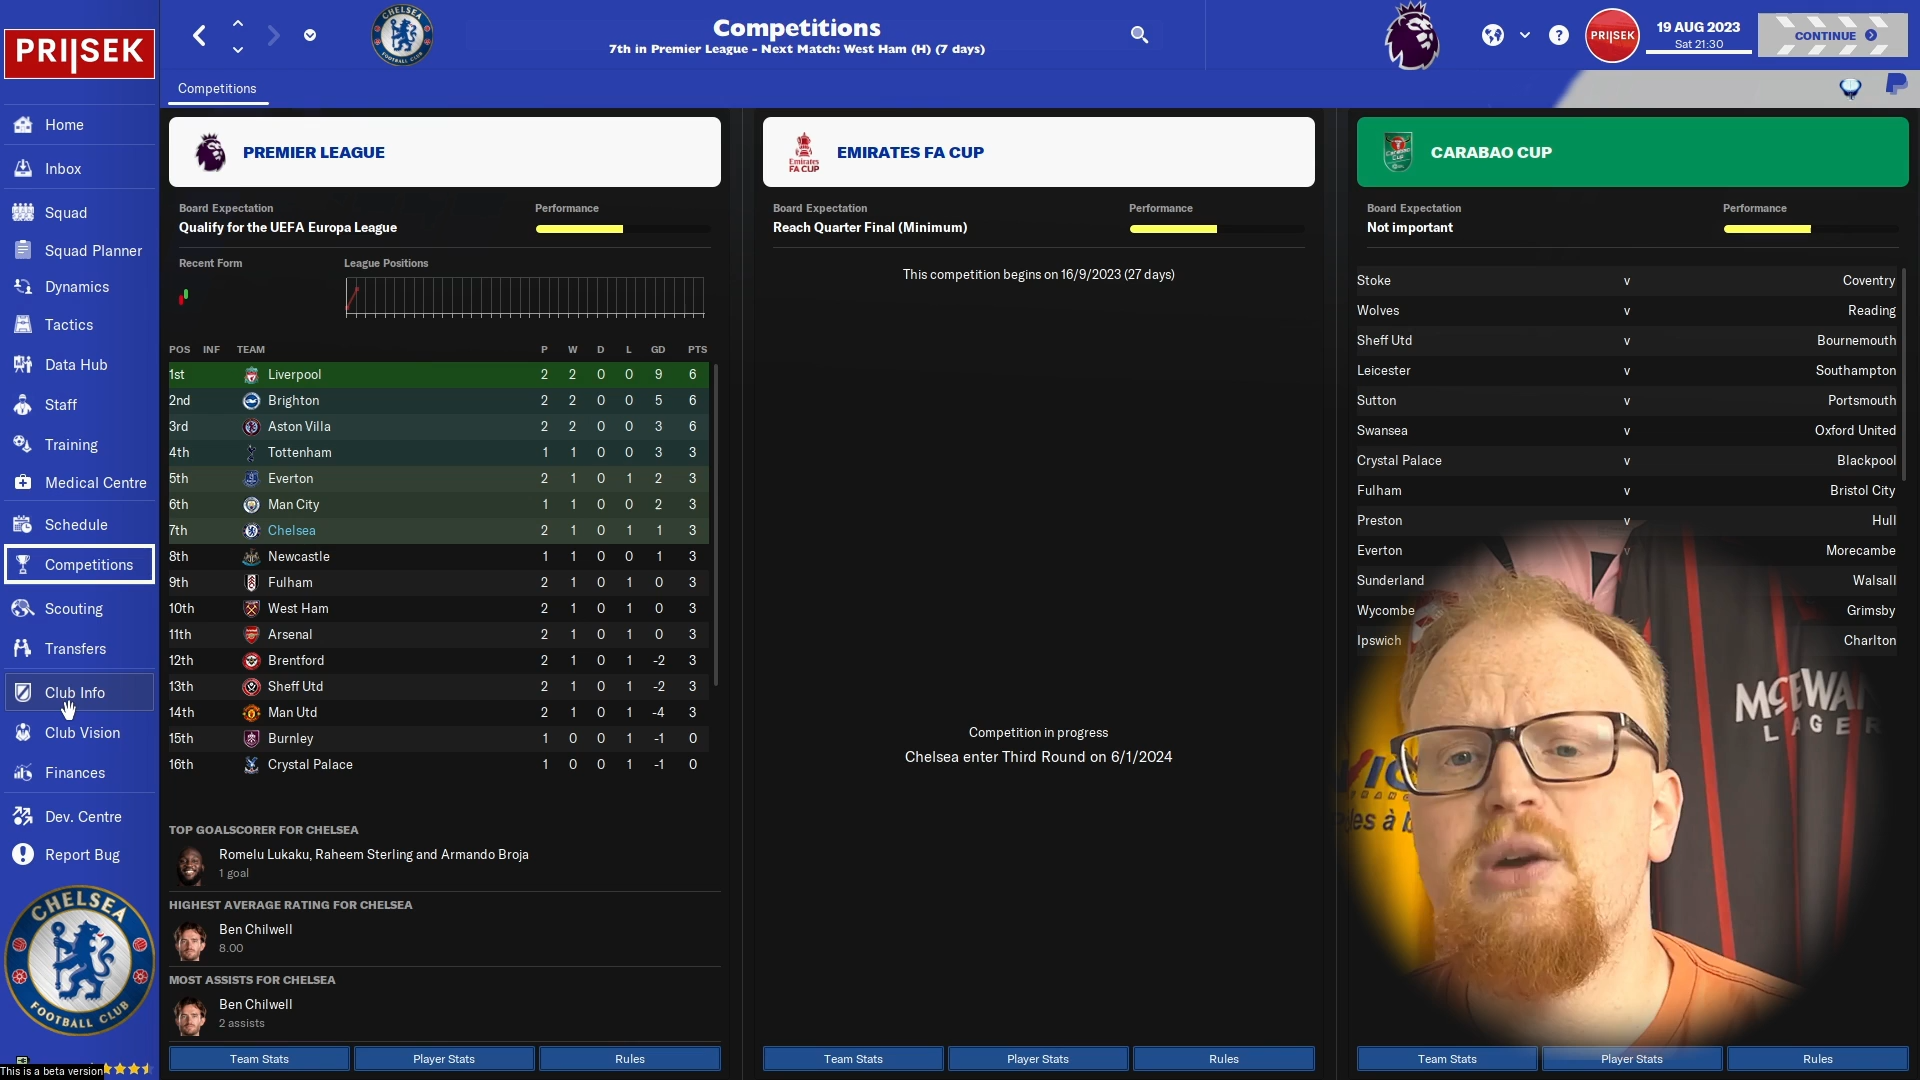 PRIJSEK
Competitions
7th in Premier League - Next Match: West Ham (H) (7 days)
PRIJSEK
19 AUG 2023
Sat 21:30
CONTINUE
Competitions
Home
Inbox
Squad
Squad Planner
Dynamics
Tactics
Data Hub
Staff
Training
Medical Centre
Schedule
Competitions
Scouting
Transfers
Club Info
Club Vision
Finances
Dev. Centre
Report Bug
CHELSEA
FOOTBALL CLUB
This is a beta version
PREMIER LEAGUE
Board Expectation
Performance
Qualify for the UEFA Europa League
Recent Form
League Positions
POS INF TEAM P W D L GD PTS
1st Liverpool 2 2 0 0 9 6
2nd Brighton 2 2 0 0 5 6
3rd Aston Villa 2 2 0 0 3 6
4th Tottenham 1 1 0 0 3 3
5th Everton 2 1 0 1 2 3
6th Man City 1 1 0 0 2 3
7th Chelsea 2 1 0 1 1 3
8th Newcastle 1 1 0 0 1 3
9th Fulham 2 1 0 1 0 3
10th West Ham 2 1 0 1 0 3
11th Arsenal 2 1 0 1 0 3
12th Brentford 2 1 0 1 -2 3
13th Sheff Utd 2 1 0 1 -2 3
14th Man Utd 2 1 0 1 -4 3
15th Burnley 1 0 0 1 -1 0
16th Crystal Palace 1 0 0 1 -1 0
TOP GOALSCORER FOR CHELSEA
Romelu Lukaku, Raheem Sterling and Armando Broja
1 goal
HIGHEST AVERAGE RATING FOR CHELSEA
Ben Chilwell
8.00
MOST ASSISTS FOR CHELSEA
Ben Chilwell
2 assists
Team Stats
Player Stats
Rules
Emirates
FA CUP
EMIRATES FA CUP
Board Expectation
Performance
Reach Quarter Final (Minimum)
This competition begins on 16/9/2023 (27 days)
Competition in progress
Chelsea enter Third Round on 6/1/2024
Team Stats
Player Stats
Rules
CARABAO CUP
Board Expectation
Performance
Not important
Stoke v Coventry
Wolves v Reading
Sheff Utd v Bournemouth
Leicester v Southampton
Sutton v Portsmouth
Swansea v Oxford United
Crystal Palace v Blackpool
Fulham v Bristol City
Preston v Hull
Everton v Morecambe
Sunderland Walsall
Wycombe Grimsby
Ipswich Charlton
LAGER
Team Stats
Player Stats
Rules